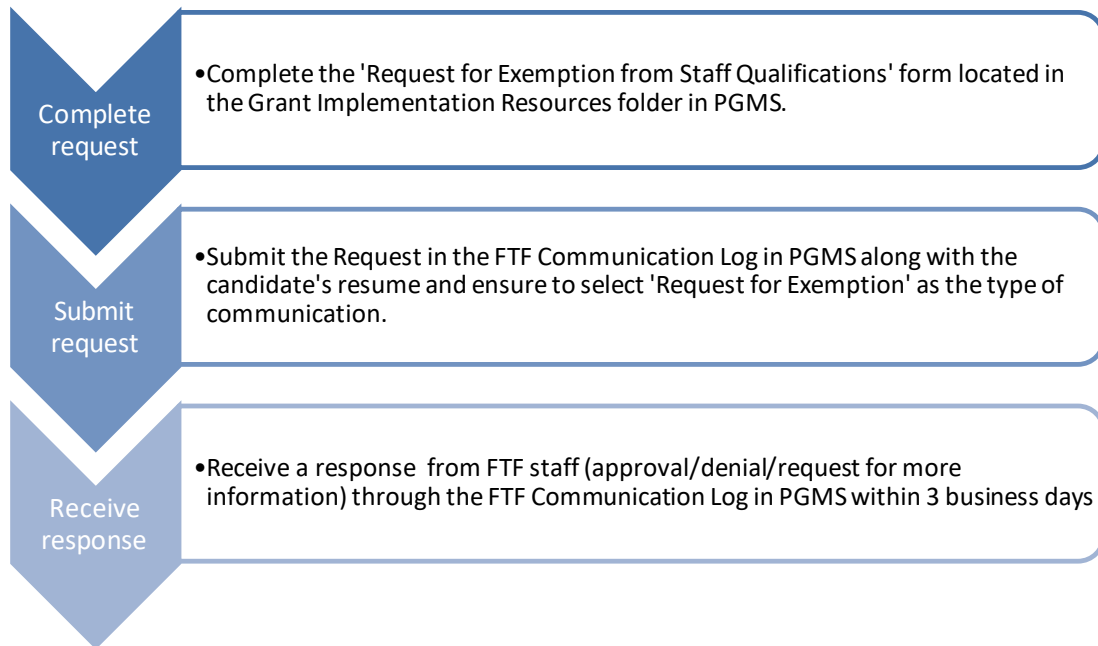 Complete
request
•Complete the 'Request for Exemption from Staff Qualifications' form located in
the Grant Implementation Resources folder in PGMS.
Submit
request
•Submit the Request in the FTF Communication Log in PGMS along with the
candidate's resume and ensure to select 'Request for Exemption' as the type of
communication.
Receive
response
•Receive a response from FTF staff (approval/denial/request for more
information) through the FTF Communication Log in PGMS within 3 business days